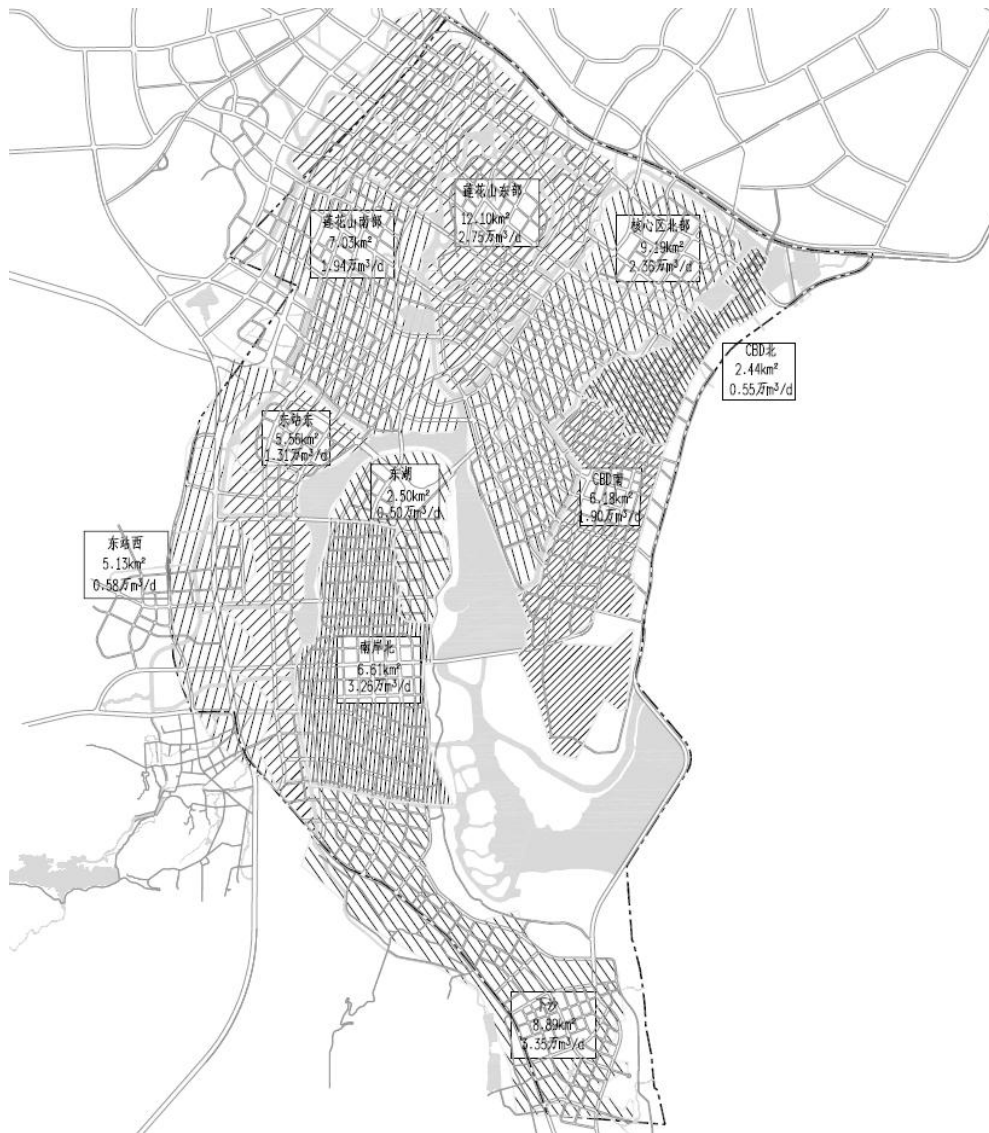 莲花山东部
12.10km²
2.75万m³/d
莲花山南部
7.03km²
1.94万m³/d
核心区北部
9.19km²
2.36万m³/d
CBD北
2.44km²
0.55万m³/d
东站东
5.56km²
1.31万m³/d
东湖
2.50km²
0.50万m³/d
CBD南
6.18km²
1.90万m³/d
东站西
5.13km²
0.58万m³/d
南岸北
6.61km²
3.26万m³/d
下沙
8.89km²
3.35万m³/d